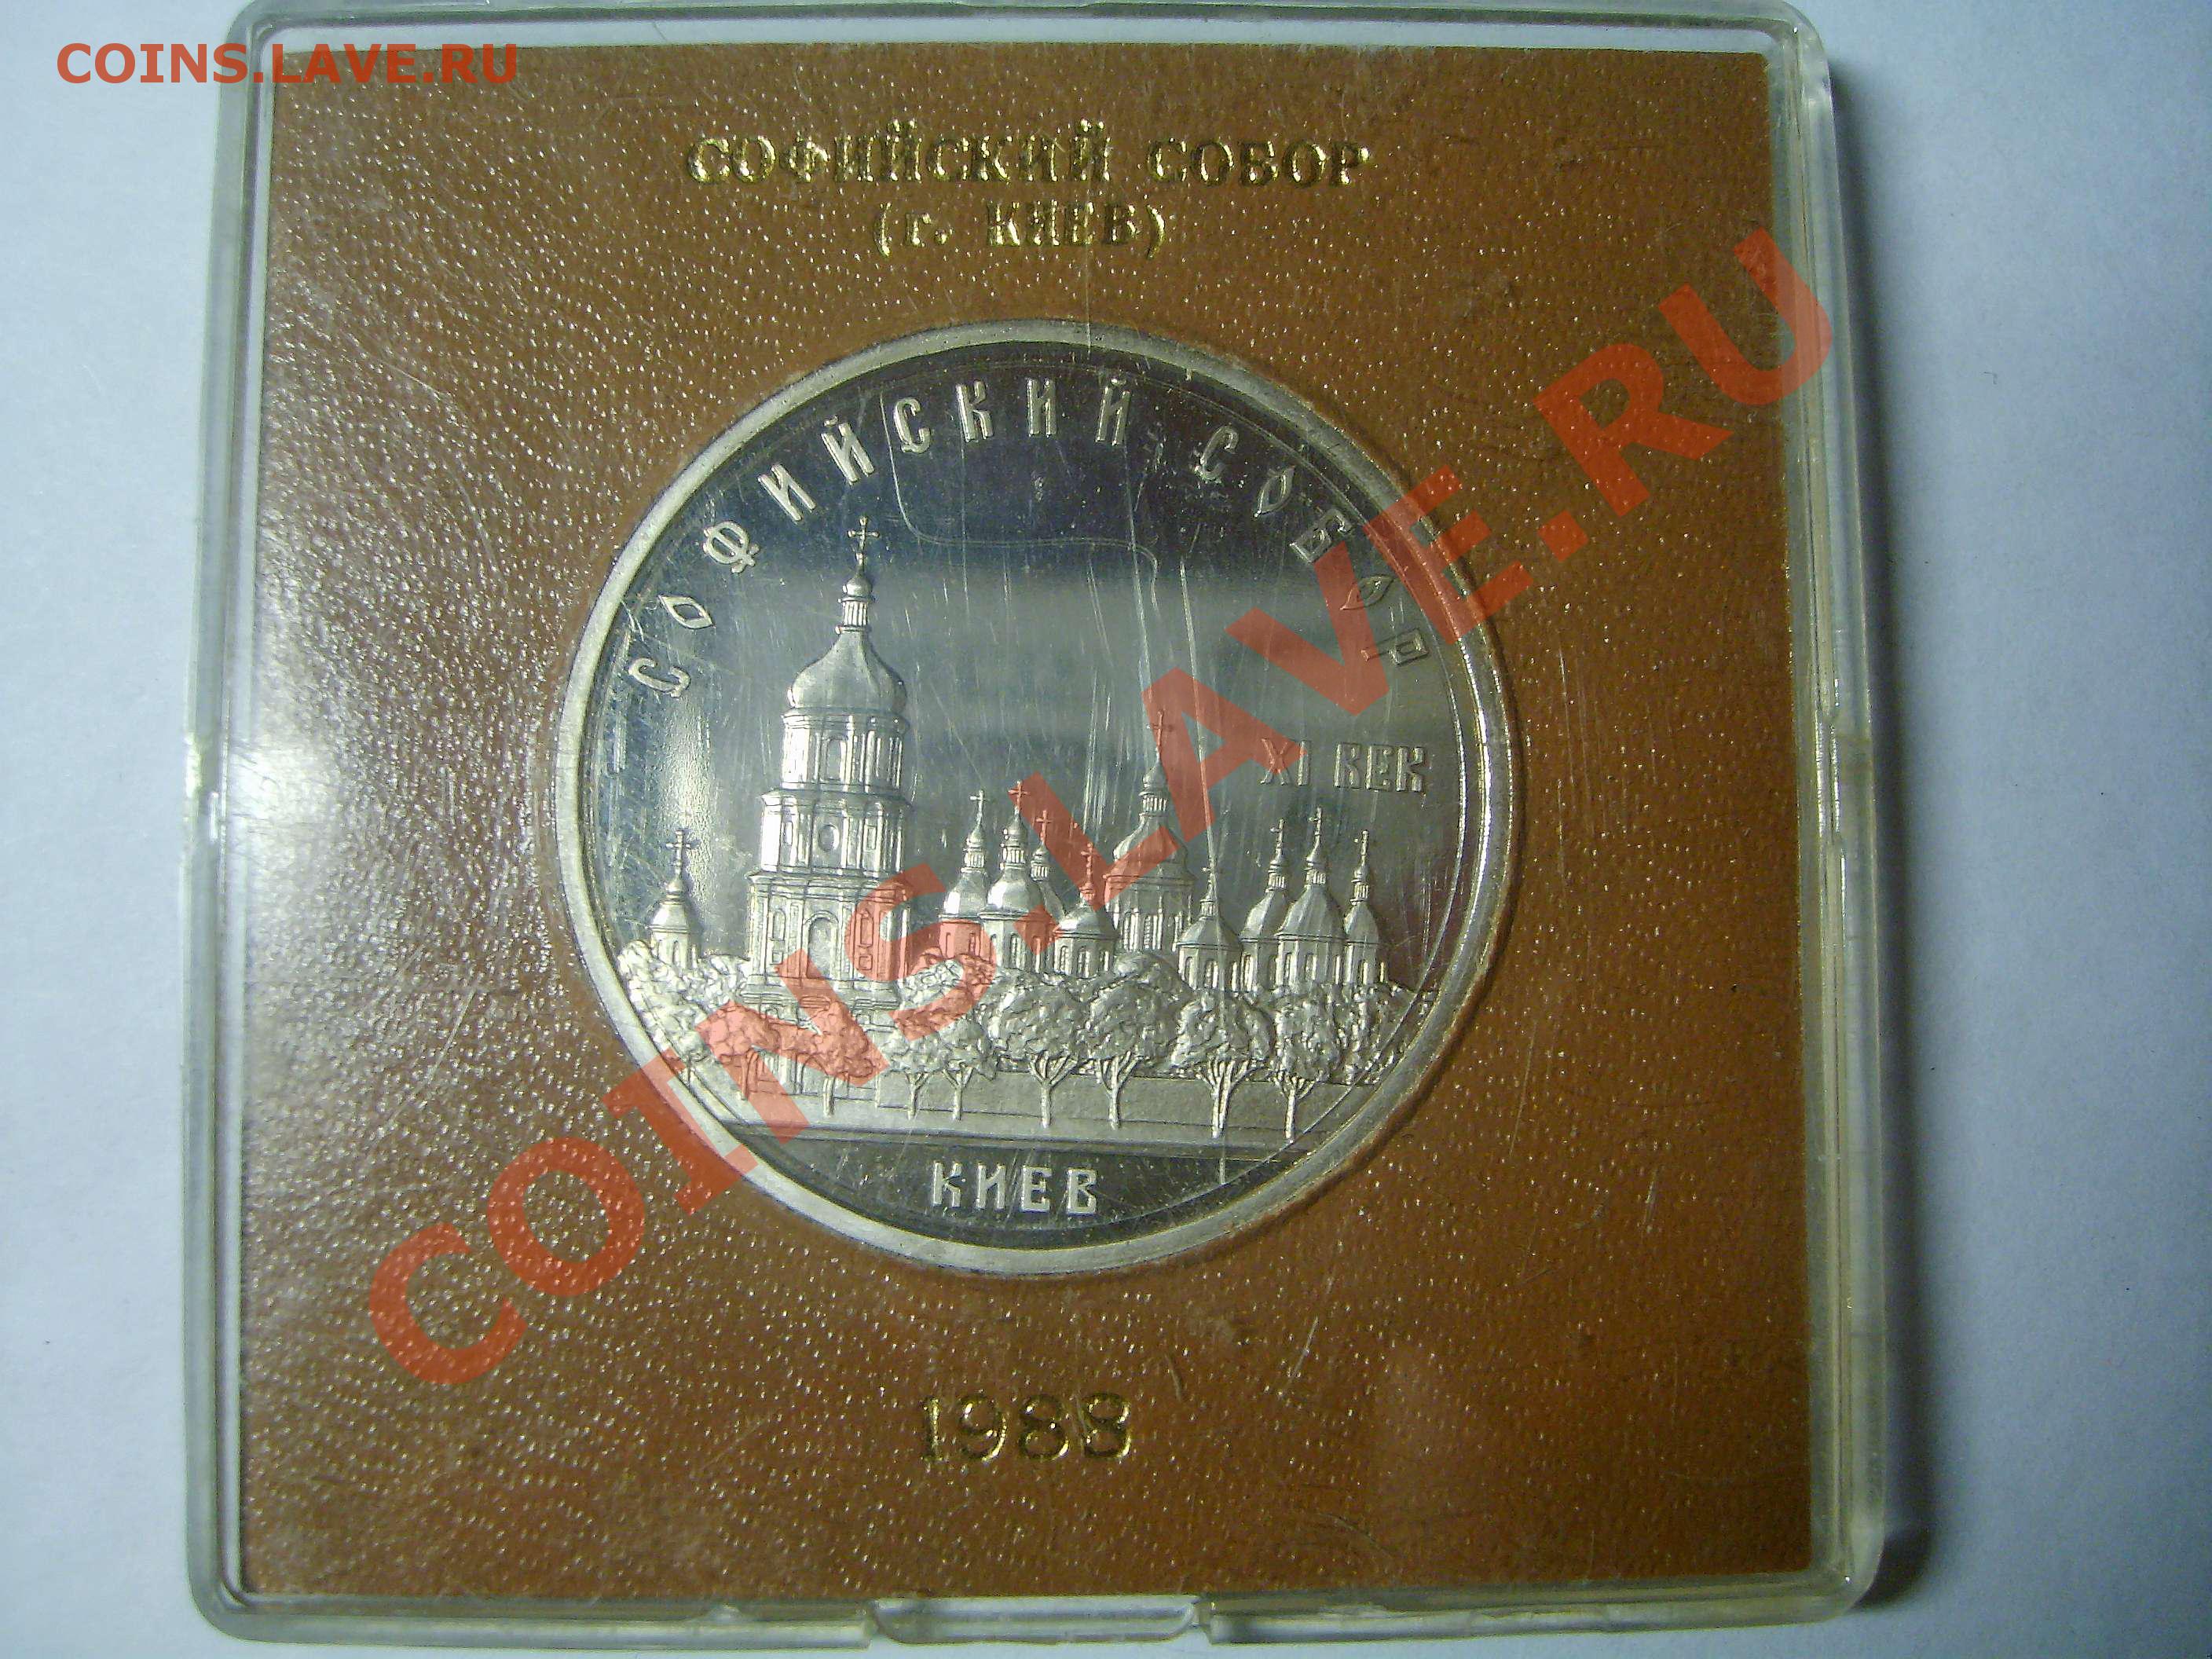 COINS.LAVE.RU
СОФИЙСКИЙ СОБОР
(г. КИЕВ)
СОФИЙСКИЙ СОБОР
XI ВЕК
КИЕВ
1988
COINS.LAVE.RU